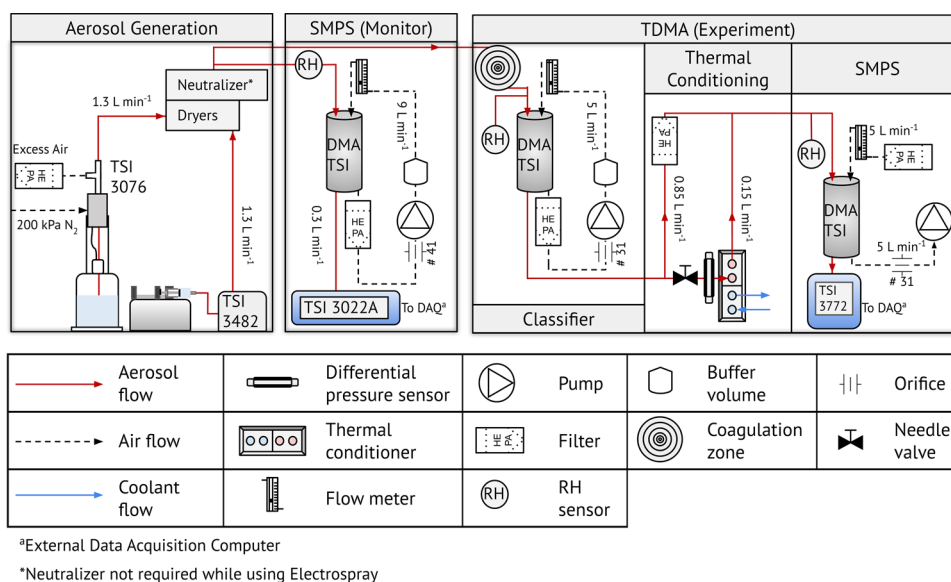 Aerosol Generation
SMPS (Monitor)
TDMA (Experiment)
Thermal
Conditioning
SMPS
Neutralizer*
Dryers
1.3 L min-1
Excess Air
HE
PA
TSI
3076
200 kPa N2
1.3 L min-1
TSI
3482
RH
DMA
TSI
9 L min-1
HE
PA
# 41
0.3 L min-1
TSI 3022A
To DAQa
RH
DMA
TSI
5 L min-1
HE
PA
# 31
Classifier
HE
PA
0.85 L min-1
0.15 L min-1
RH
5 L min-1
HE
PA
DMA
TSI
5 L min-1
# 31
TSI
3772
To DAQa
Aerosol
flow
Differential
pressure sensor
Pump
Buffer
volume
Orifice
Air flow
Thermal
conditioner
HE
PA
Filter
Coagulation
zone
Needle
valve
Coolant
flow
Flow meter
RH
RH
sensor
aExternal Data Acquisition Computer
*Neutralizer not required while using Electrospray